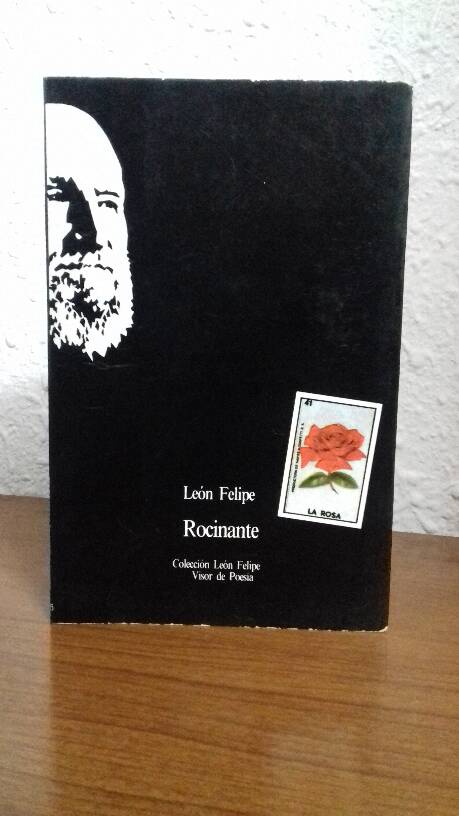 41
LA ROSA
León Felipe
Rocinante
Colección León Felipe
Visor de Poesía